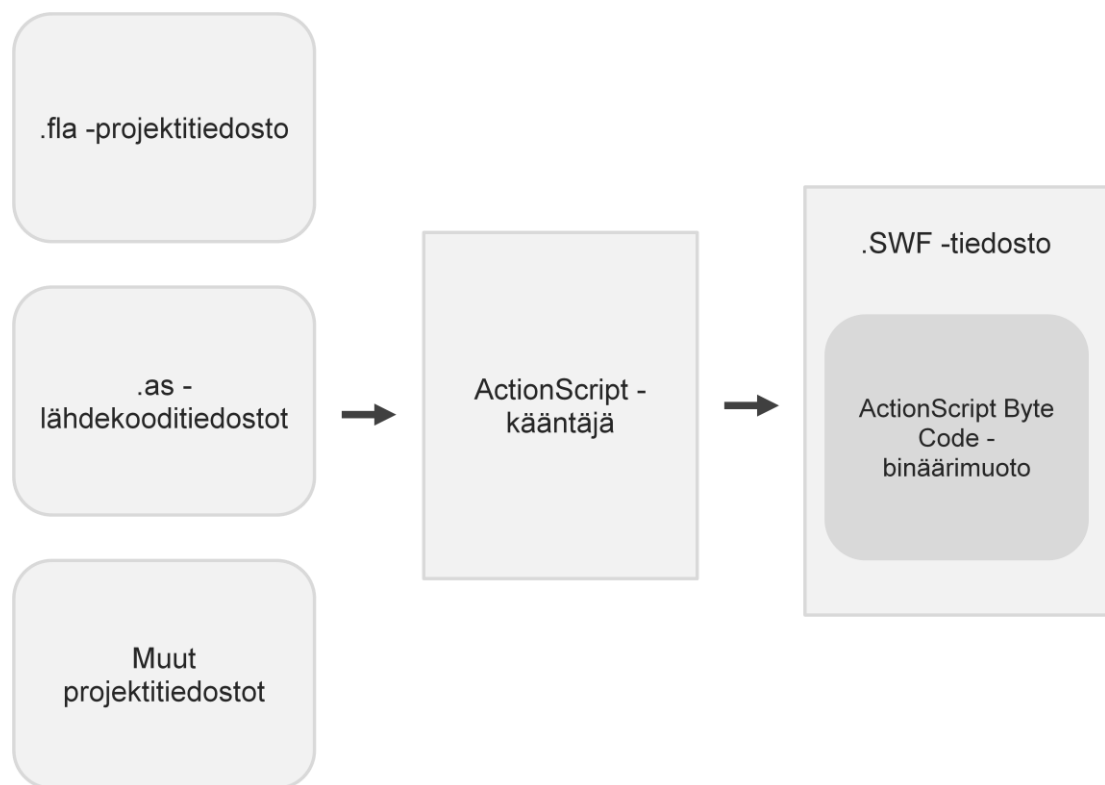 .fla -projektitiedosto
.as -
lähdekooditiedostot
Muut
projektitiedostot
ActionScript -
kääntäjä
.SWF -tiedosto
ActionScript Byte
Code -
binäärimuoto